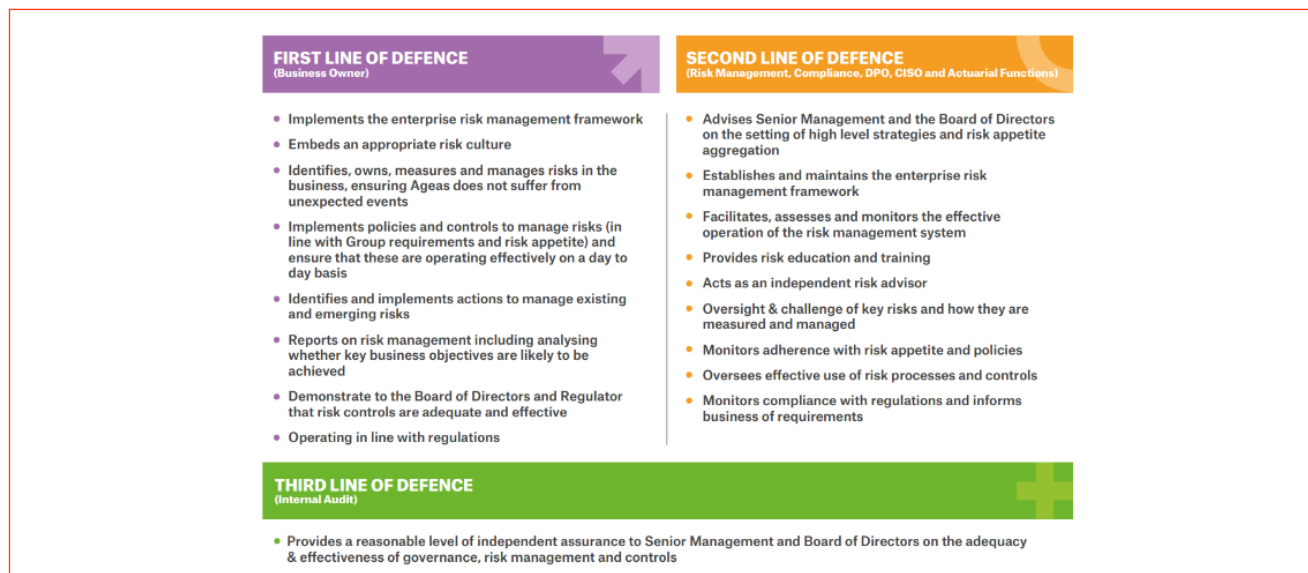 FIRST LINE OF DEFENCE
(Business Owner)
• Implements the enterprise risk management framework
• Embeds an appropriate risk culture
• Identifies, owns, measures and manages risks in the
business, ensuring Ageas does not suffer from
unexpected events
• Implements policies and controls to manage risks (in
line with Group requirements and risk appetite) and
ensure that these are operating effectively on a day to
day basis
• Identifies and implements actions to manage existing
and emerging risks
• Reports on risk management including analysing
whether key business objectives are likely to be
achieved
• Demonstrate to the Board of Directors and Regulator
that risk controls are adequate and effective
• Operating in line with regulations
SECOND LINE OF DEFENCE
(Risk Management, Compliance, DPO, CISO and Actuarial Functions)
• Advises Senior Management and the Board of Directors
on the setting of high level strategies and risk appetite
aggregation
• Establishes and maintains the enterprise risk
management framework
• Facilitates, assesses and monitors the effective
operation of the risk management system
• Provides risk education and training
• Acts as an independent risk advisor
• Oversight & challenge of key risks and how they are
measured and managed
• Monitors adherence with risk appetite and policies
• Oversees effective use of risk processes and controls
• Monitors compliance with regulations and informs
business of requirements
THIRD LINE OF DEFENCE
(Internal Audit)
• Provides a reasonable level of independent assurance to Senior Management and Board of Directors on the adequacy
& effectiveness of governance, risk management and controls